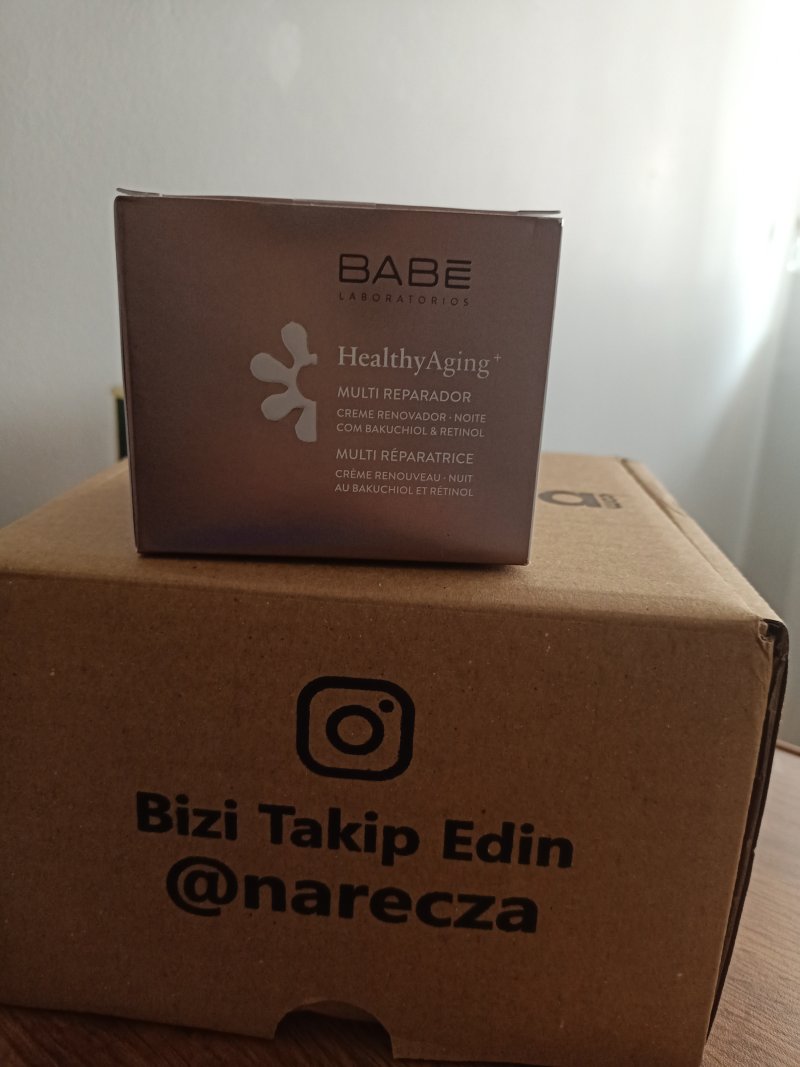 BABĒ
LABORATORIOS
HealthyAging+
MULTI REPARADOR
CREME RENOVADOR · NOITE
COM BAKUCHIOL & RETINOL
MULTI RÉPARATRICE
CRÈME RENOUVEAU · NUIT
AU BAKUCHIOL ET RÉTINOL
Bizi Takip Edin
@narecza